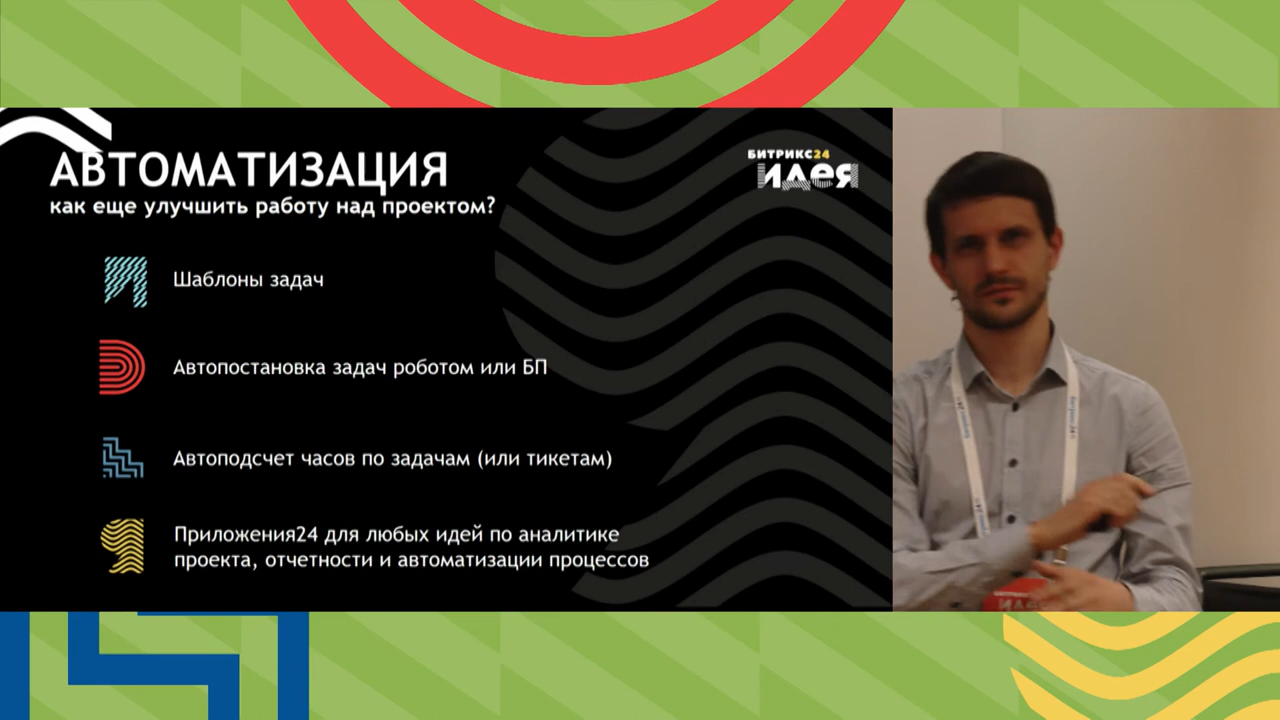 АВТОМАТИЗАЦИЯ
как еще улучшить работу над проектом?
БИТРИКС24
идея
Шаблоны задач
Автопостановка задач роботом или БП
Автоподсчет часов по задачам (или тикетам)
Приложения24 для любых идей по аналитике
проекта, отчетности и автоматизации процессов